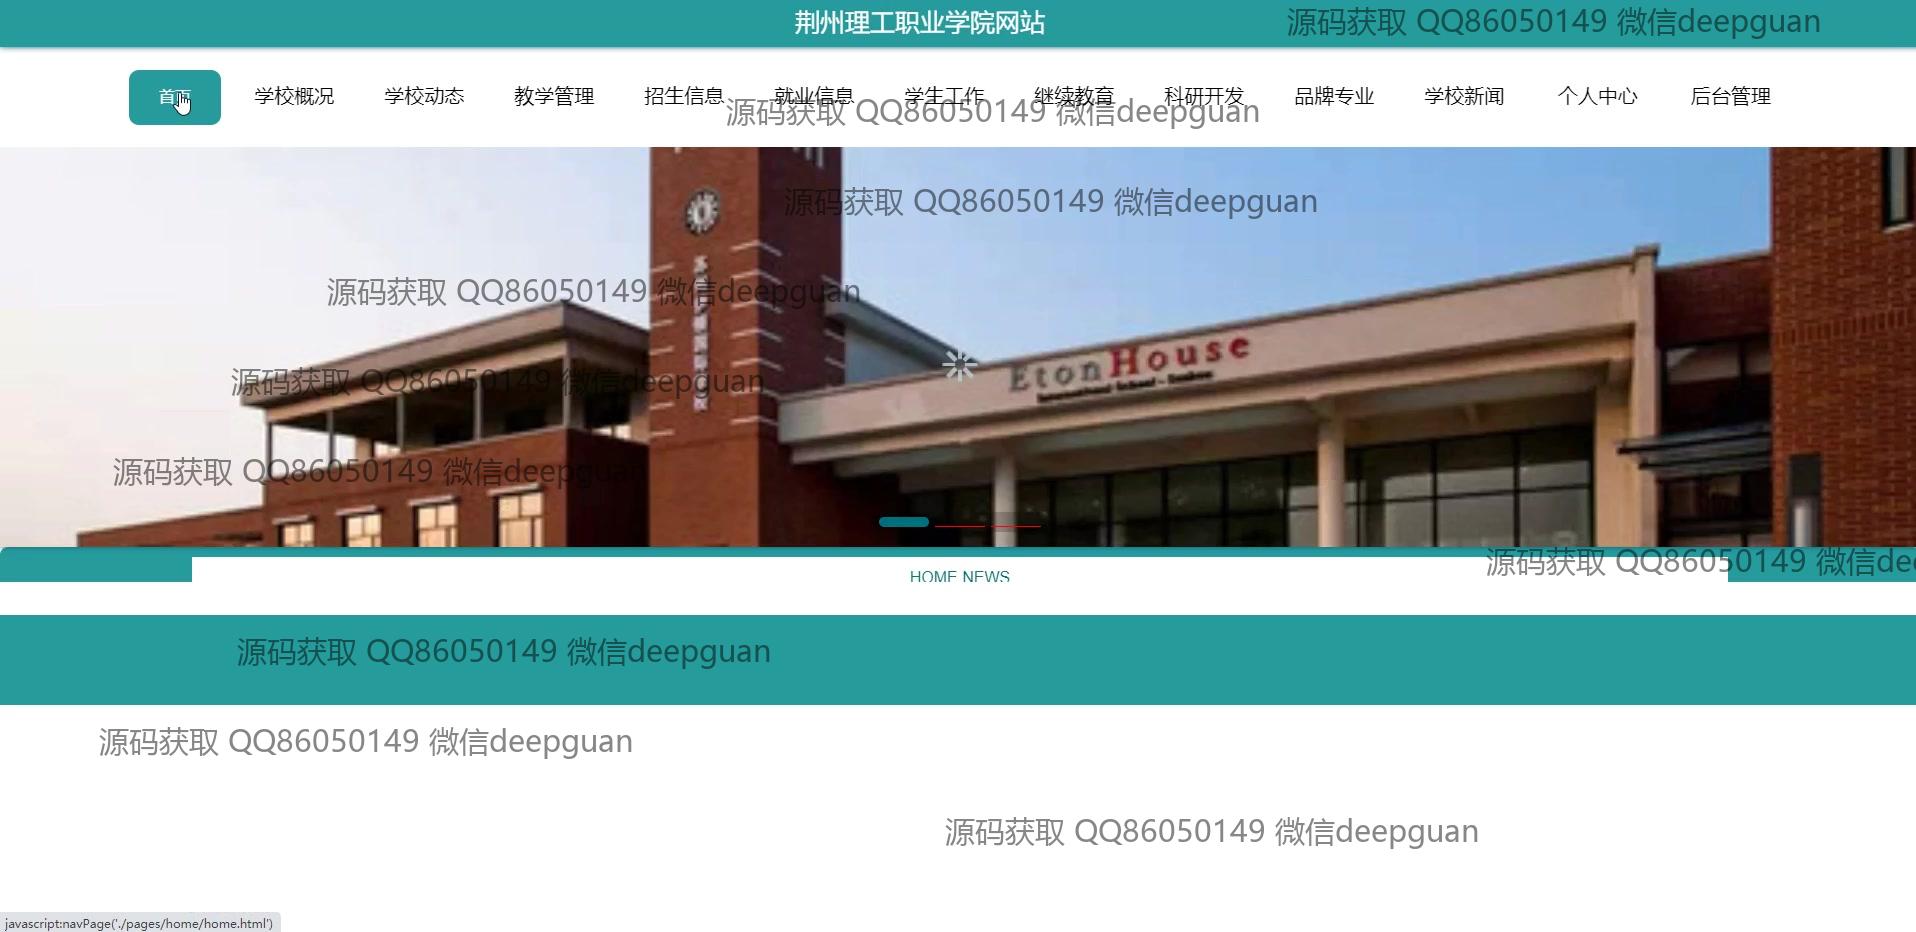 荆州理工职业学院网站
源码获取 QQ86050149 微信deepguan
首页 学校概况 学校动态 教学管理 招生信息 就业信息 学生工作 继续教育 科研开发 品牌专业 学校新闻 个人中心 后台管理
源码获取 QQ86050149 微信deepguan
源码获取 QQ86050149 微信deepguan
源码获取 QQ86050149 微信deepguan
EtonHouse
源码获取 QQ86050149 微信deepguan
源码获取 QQ86050149 微信deepguan
源码获取 QQ86050149 微信de
HOME NEWS
源码获取 QQ86050149 微信deepguan
源码获取 QQ86050149 微信deepguan
源码获取 QQ86050149 微信deepguan
javascript:navPage('./pages/home/home.html')